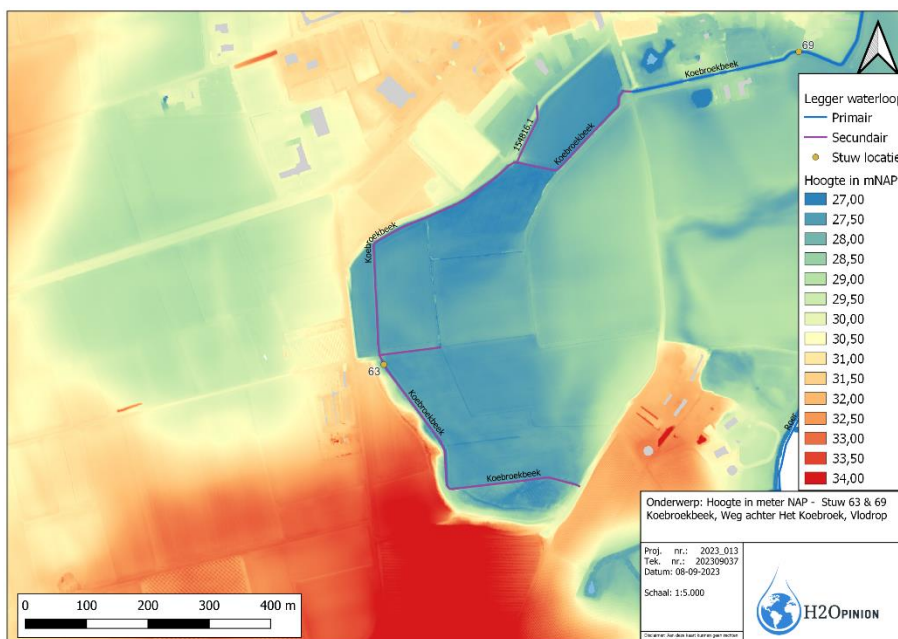 69
Koebroekbeek
Legger waterloop
Primair
Secundair
Stuw locatie
Hoogte in mNAP
27,00
27,50
28,00
28,50
29,00
29,50
30,00
30,50
31,00
31,50
32,00
32,50
33,00
33,50
34,00
154816.1
Koebroekbeek
Koebroekbeek
Koebroekbeek
63
Koebroekbeek
Koebroekbeek
Roer
Onderwerp: Hoogte in meter NAP - Stuw 63 & 69
Koebroekbeek, Weg achter Het Koebroek, Vlodrop
Proj. nr.: 2023_013
Tek. nr.: 202309037
Datum: 08-09-2023
Schaal: 1:5.000
H2OPINION
0 100 200 300 400 m